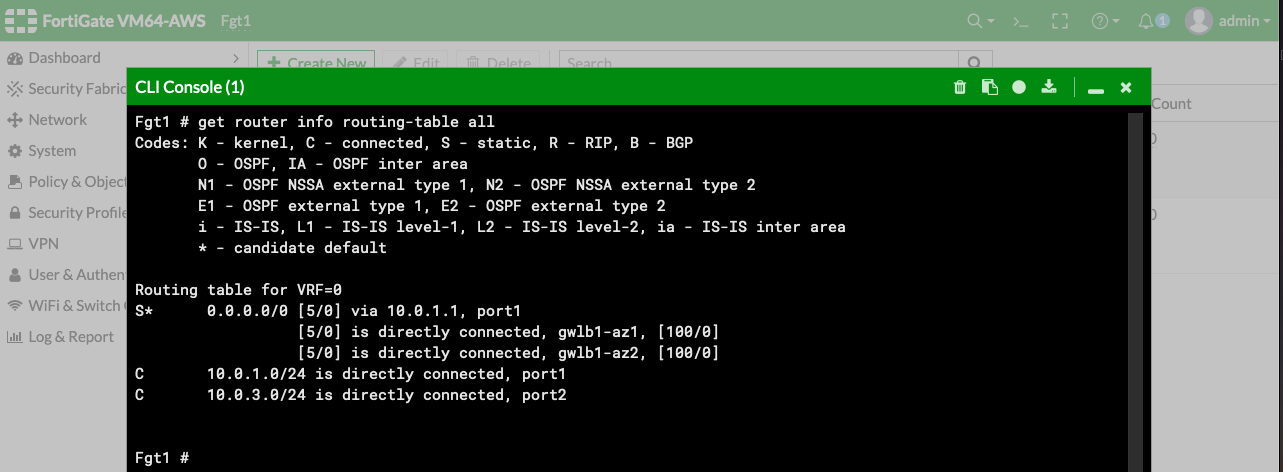 FortiGate VM64-AWS Fgt1 admin
1
Dashboard
Create New Edit Delete Search
Security Fabric
CLI Console (1)
Count
Network
System
Policy & Object
Security Profile
VPN
User & Authen
WiFi & Switch
Log & Report
Fgt1 # get router info routing-table all
Codes: K - kernel, C - connected, S - static, R - RIP, B - BGP
O - OSPF, IA - OSPF inter area
N1 - OSPF NSSA external type 1, N2 - OSPF NSSA external type 2
E1 - OSPF external type 1, E2 - OSPF external type 2
i - IS-IS, L1 - IS-IS level-1, L2 - IS-IS level-2, ia - IS-IS inter area
* - candidate default
Routing table for VRF=0
S* 0.0.0.0/0 [5/0] via 10.0.1.1, port1
[5/0] is directly connected, gwlb1-az1, [100/0]
[5/0] is directly connected, gwlb1-az2, [100/0]
C 10.0.1.0/24 is directly connected, port1
C 10.0.3.0/24 is directly connected, port2
Fgt1 #